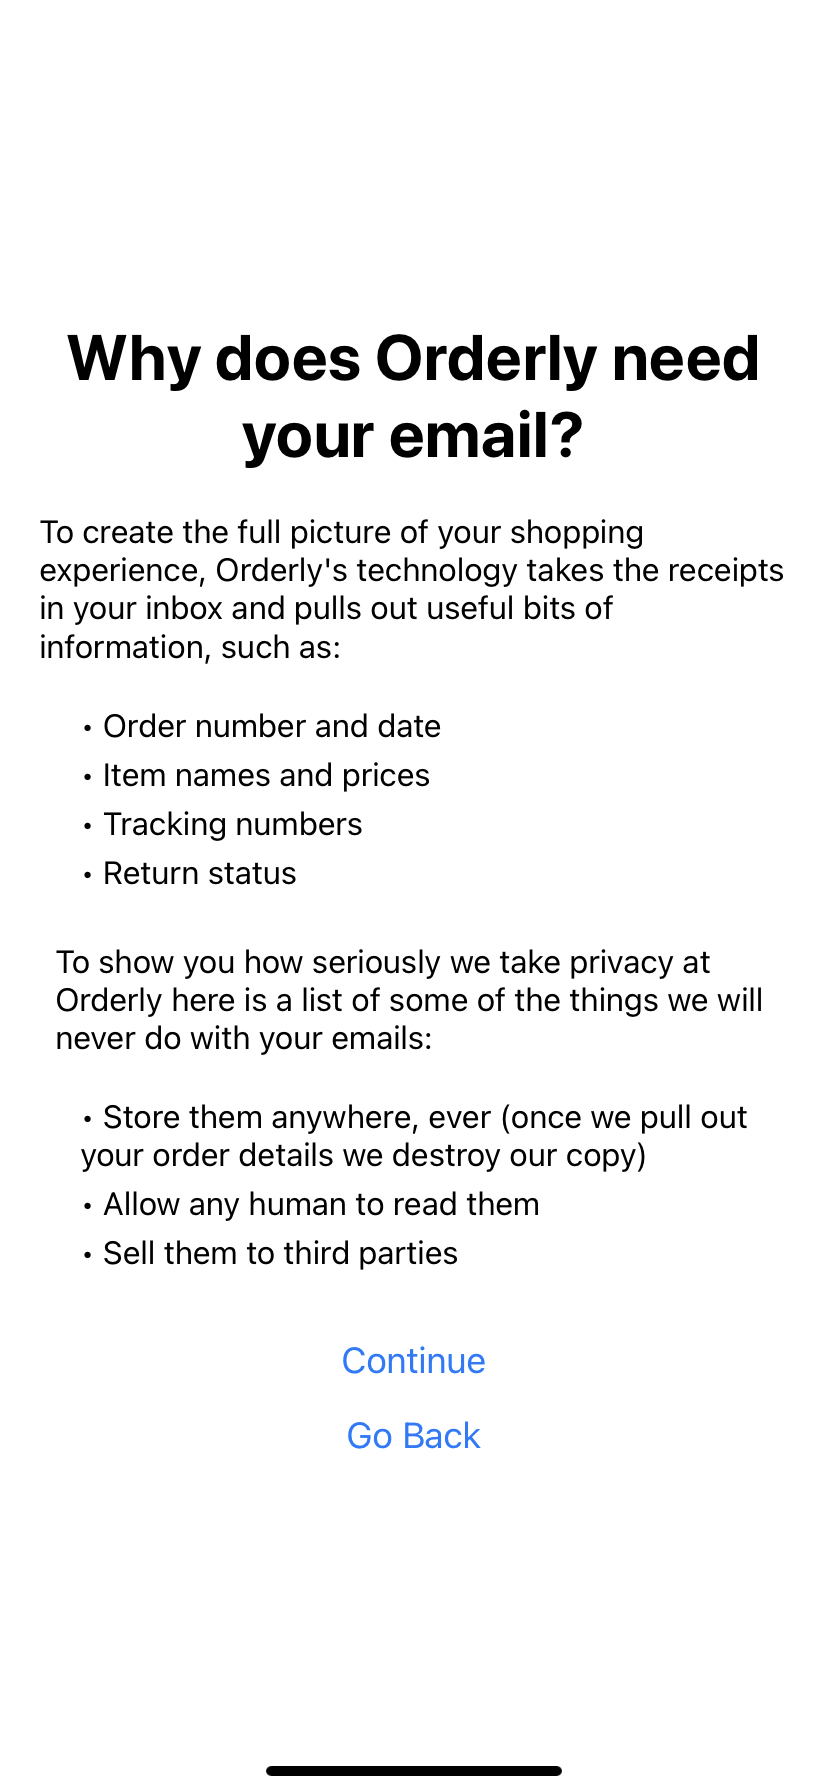 Why does Orderly need
your email?
To create the full picture of your shopping
experience, Orderly's technology takes the receipts
in your inbox and pulls out useful bits of
information, such as:
• Order number and date
• Item names and prices
• Tracking numbers
• Return status
To show you how seriously we take privacy at
Orderly here is a list of some of the things we will
never do with your emails:
• Store them anywhere, ever (once we pull out
your order details we destroy our copy)
• Allow any human to read them
• Sell them to third parties
Continue
Go Back